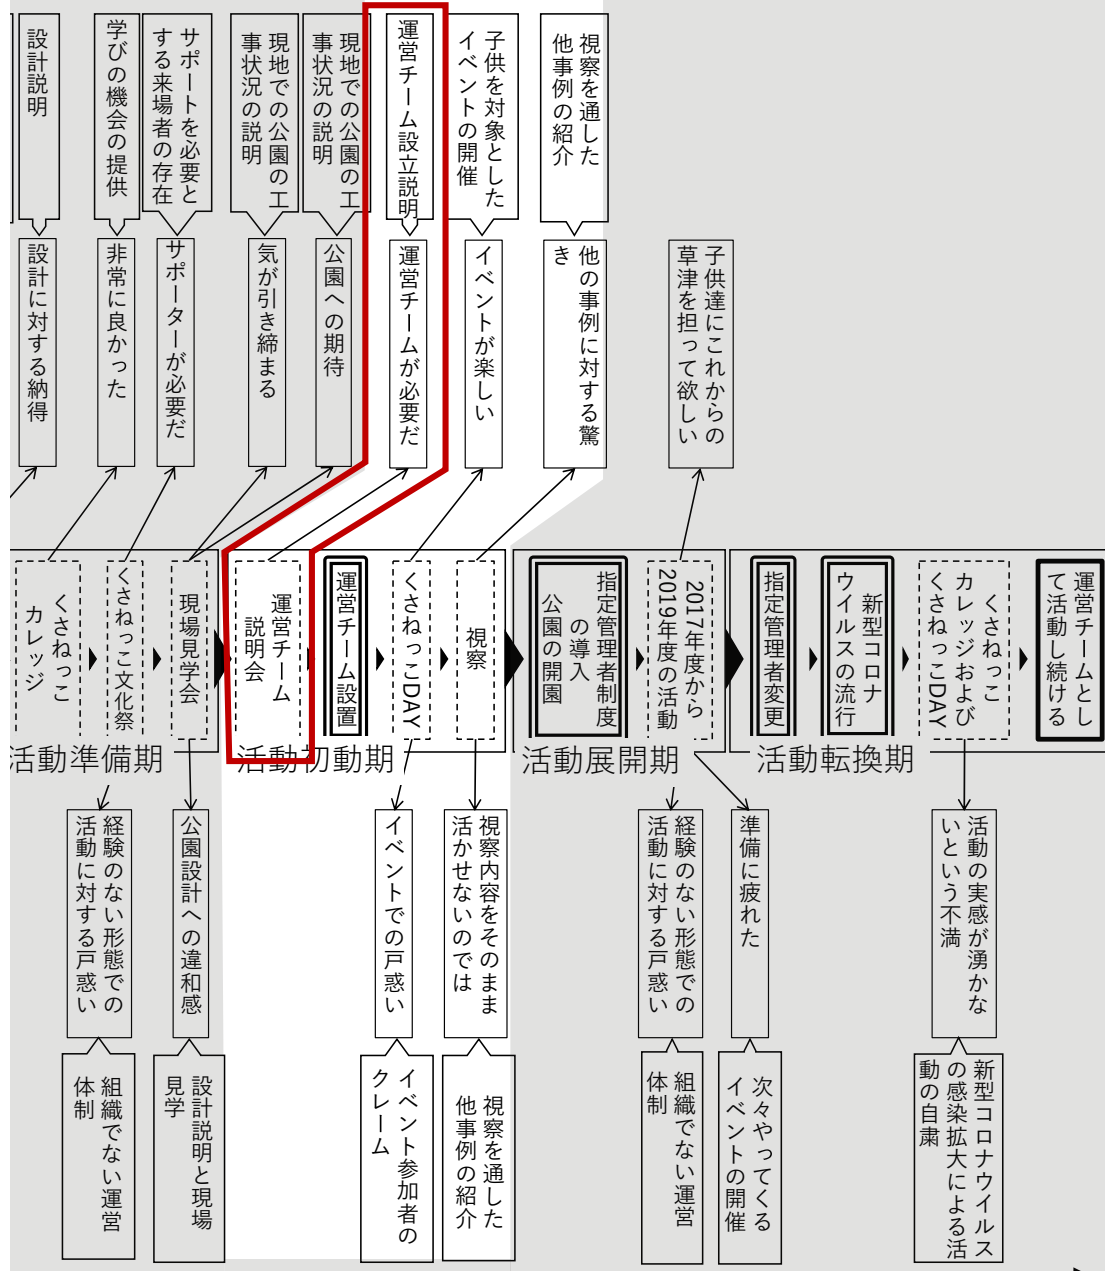 設計説明
学びの機会の提供
サポートを必要と
する来場者の存在
現地での公園の工
事状況の説明
現地での公園の工
事状況の説明
運営チーム設立説明
子供を対象とした
イベントの開催
視察を通した
他事例の紹介
設計に対する納得
非常に良かった
サポーターが必要だ
気が引き締まる
公園への期待
運営チームが必要だ
イベントが楽しい
他の事例に対する驚
き
子供達にこれからの
草津を担って欲しい
くさねっこ
カレッジ
くさねっこ文化祭
現場見学会
運営チーム
説明会
運営チーム設置
くさねっこDAY
視察
指定管理者制度
の導入
公園の開園
2017年度から
2019年度の活動
指定管理者変更
新型コロナ
ウイルスの流行
くさねっこ
カレッジおよび
くさねっこDAY
運営チームとし
て活動し続ける
活動準備期
活動初動期
活動展開期
活動転換期
経験のない形態での
活動に対する戸惑い
公園設計への違和感
イベントでの戸惑い
視察内容をそのまま
活かせないのでは
経験のない形態での
活動に対する戸惑い
準備に疲れた
活動の実感が湧かな
いという不満
組織でない運営
体制
設計説明と現場
見学
イベント参加者の
クレーム
視察を通した
他事例の紹介
組織でない運営
体制
次々やってくる
イベントの開催
新型コロナウイルス
の感染拡大による活
動の自粛